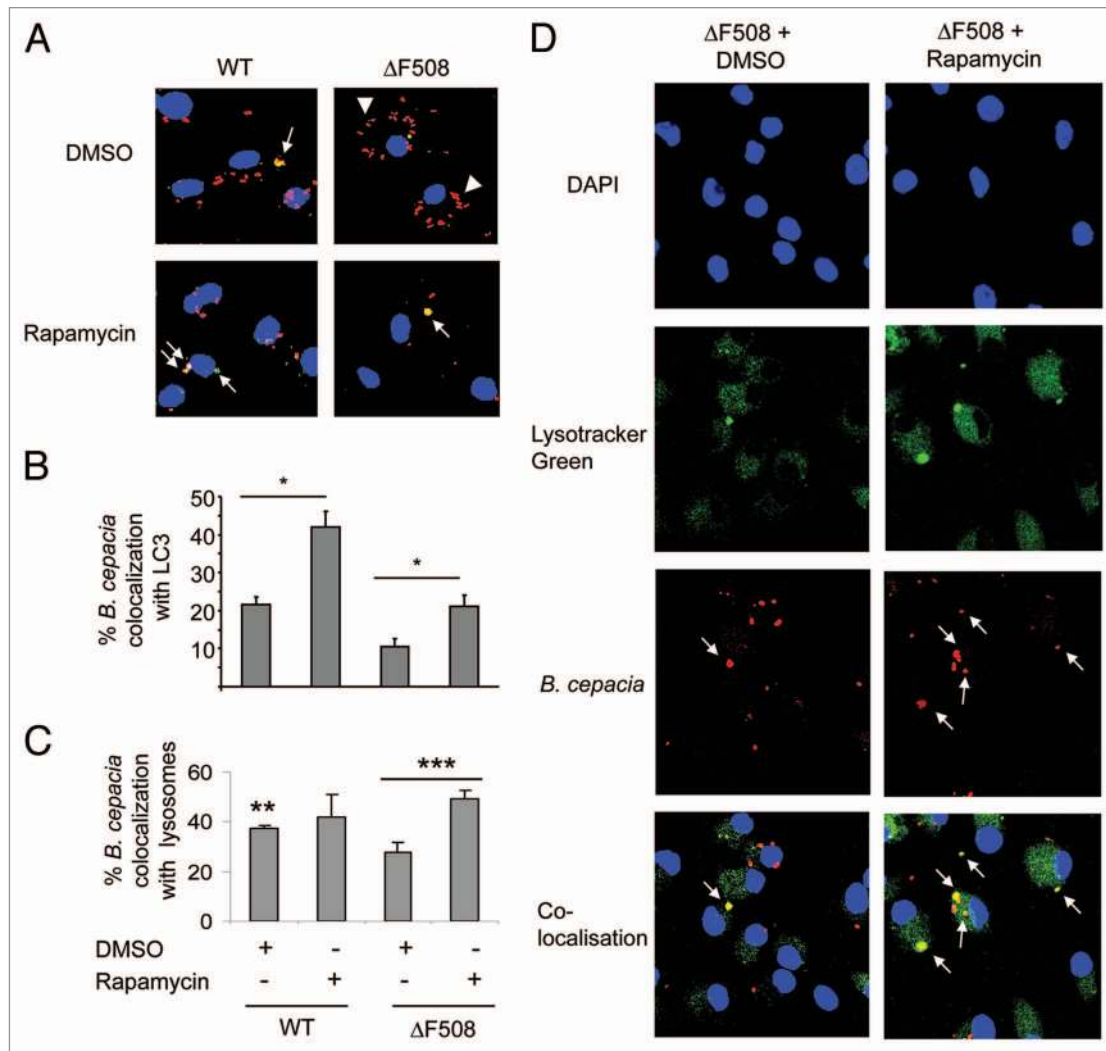 A
WT
ΔF508
DMSO
Rapamycin
B
% B. cepacia
colocalization
with LC3
50
40
30
20
10
*
*
C
% B. cepacia
colocalization
with lysosomes
60
40
20
0
**
***
DMSO + - + -
Rapamycin - + - +
WT ΔF508
D
ΔF508 +
DMSO
ΔF508 +
Rapamycin
DAPI
Lysotracker
Green
B. cepacia
Co-
localisation